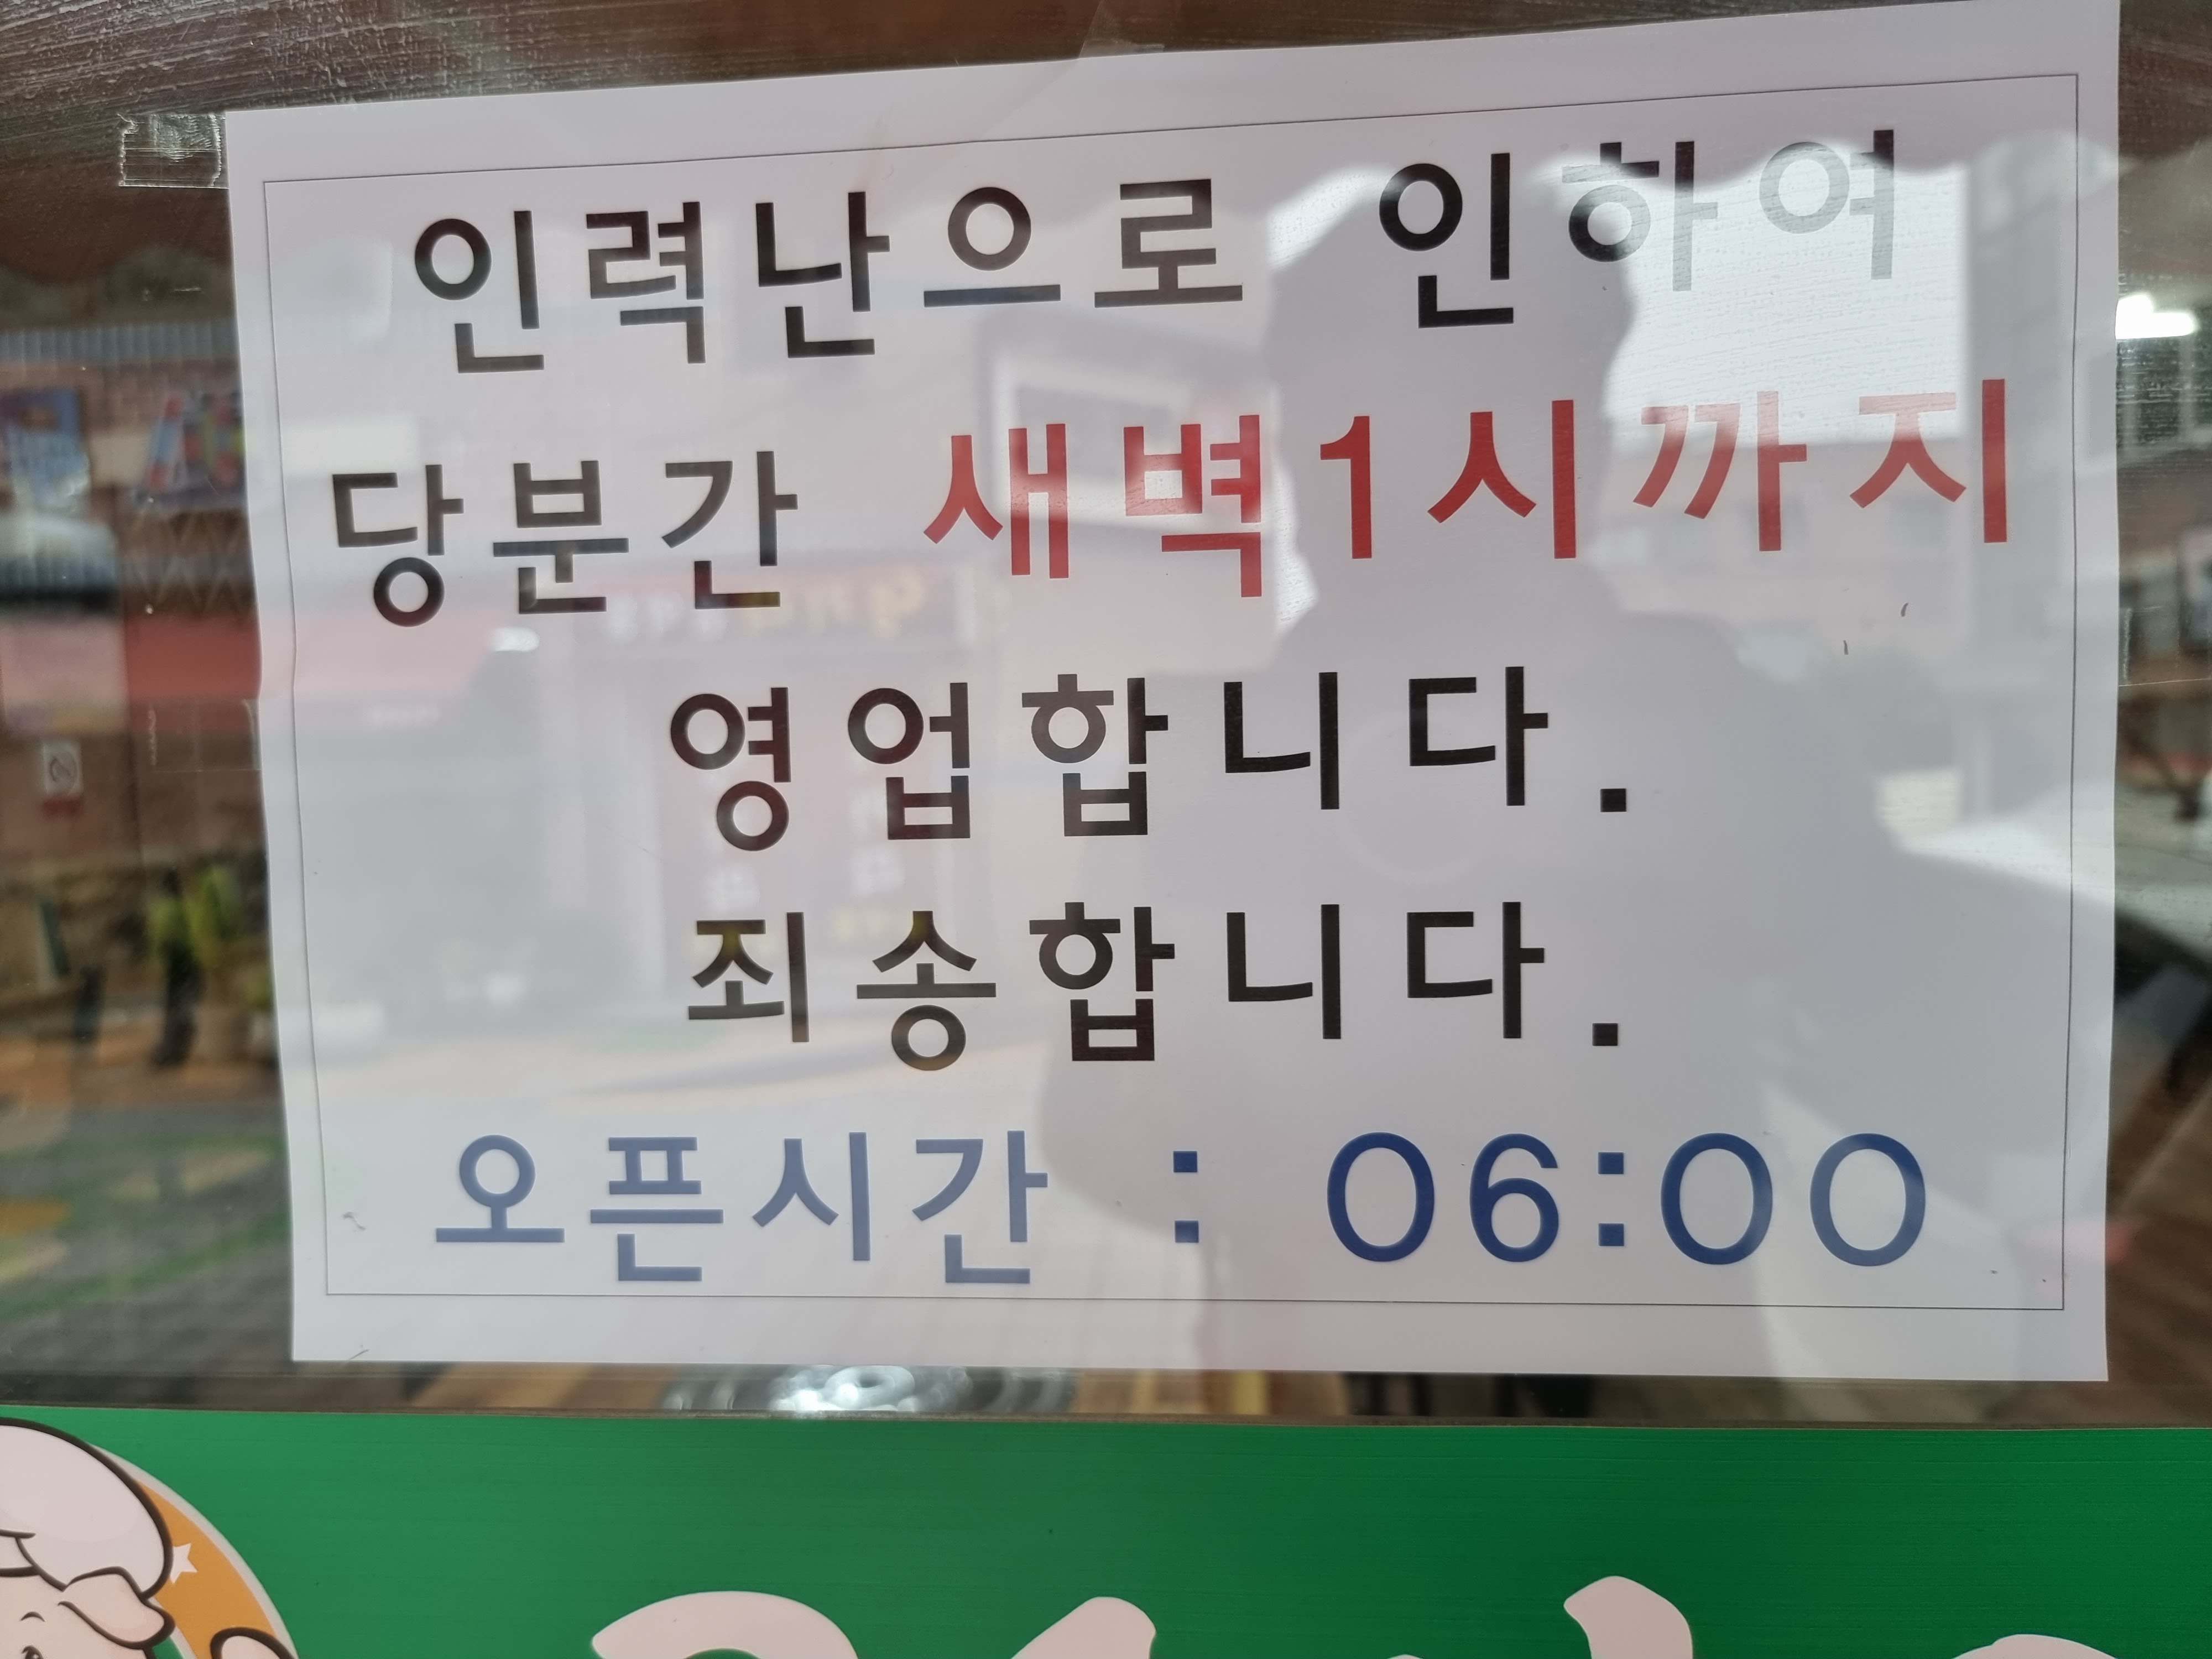 인력난으로 인하여
당분간 새벽1시까지
영업합니다.
죄송합니다.
오픈시간 : 06:00